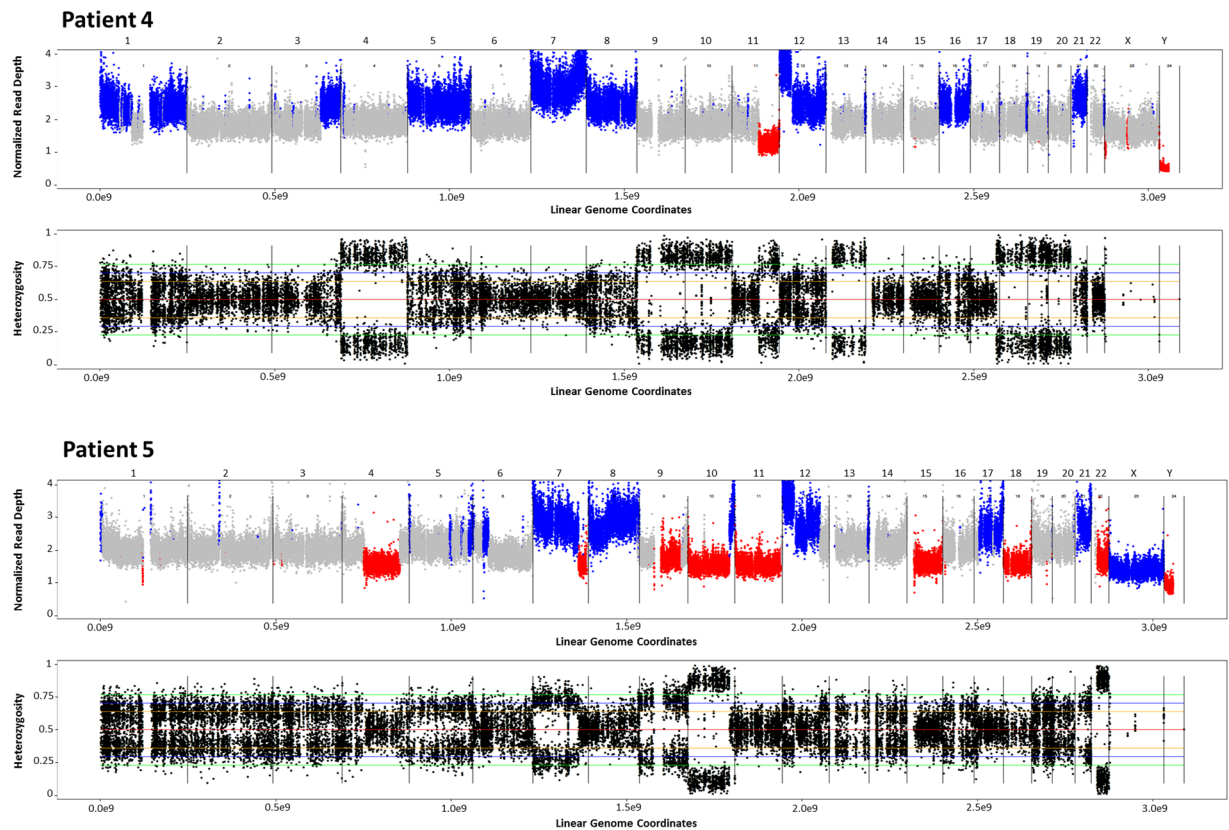 Patient 4
1 2 3 4 5 6 7 8 9 10 11 12 13 14 15 16 17 18 19 20 21 22 X Y
4
3
2
1
0
Normalized Read Depth
0.0e9 0.5e9 1.0e9 1.5e9 2.0e9 2.5e9 3.0e9
Linear Genome Coordinates
1
0.75
0.5
0.25
0
Heterozygosity
0.0e9 0.5e9 1.0e9 1.5e9 2.0e9 2.5e9 3.0e9
Linear Genome Coordinates
Patient 5
1 2 3 4 5 6 7 8 9 10 11 12 13 14 15 16 17 18 19 20 21 22 X Y
4
3
2
1
0
Normalized Read Depth
0.0e9 0.5e9 1.0e9 1.5e9 2.0e9 2.5e9 3.0e9
Linear Genome Coordinates
1
0.75
0.5
0.25
0
Heterozygosity
0.0e9 0.5e9 1.0e9 1.5e9 2.0e9 2.5e9 3.0e9
Linear Genome Coordinates